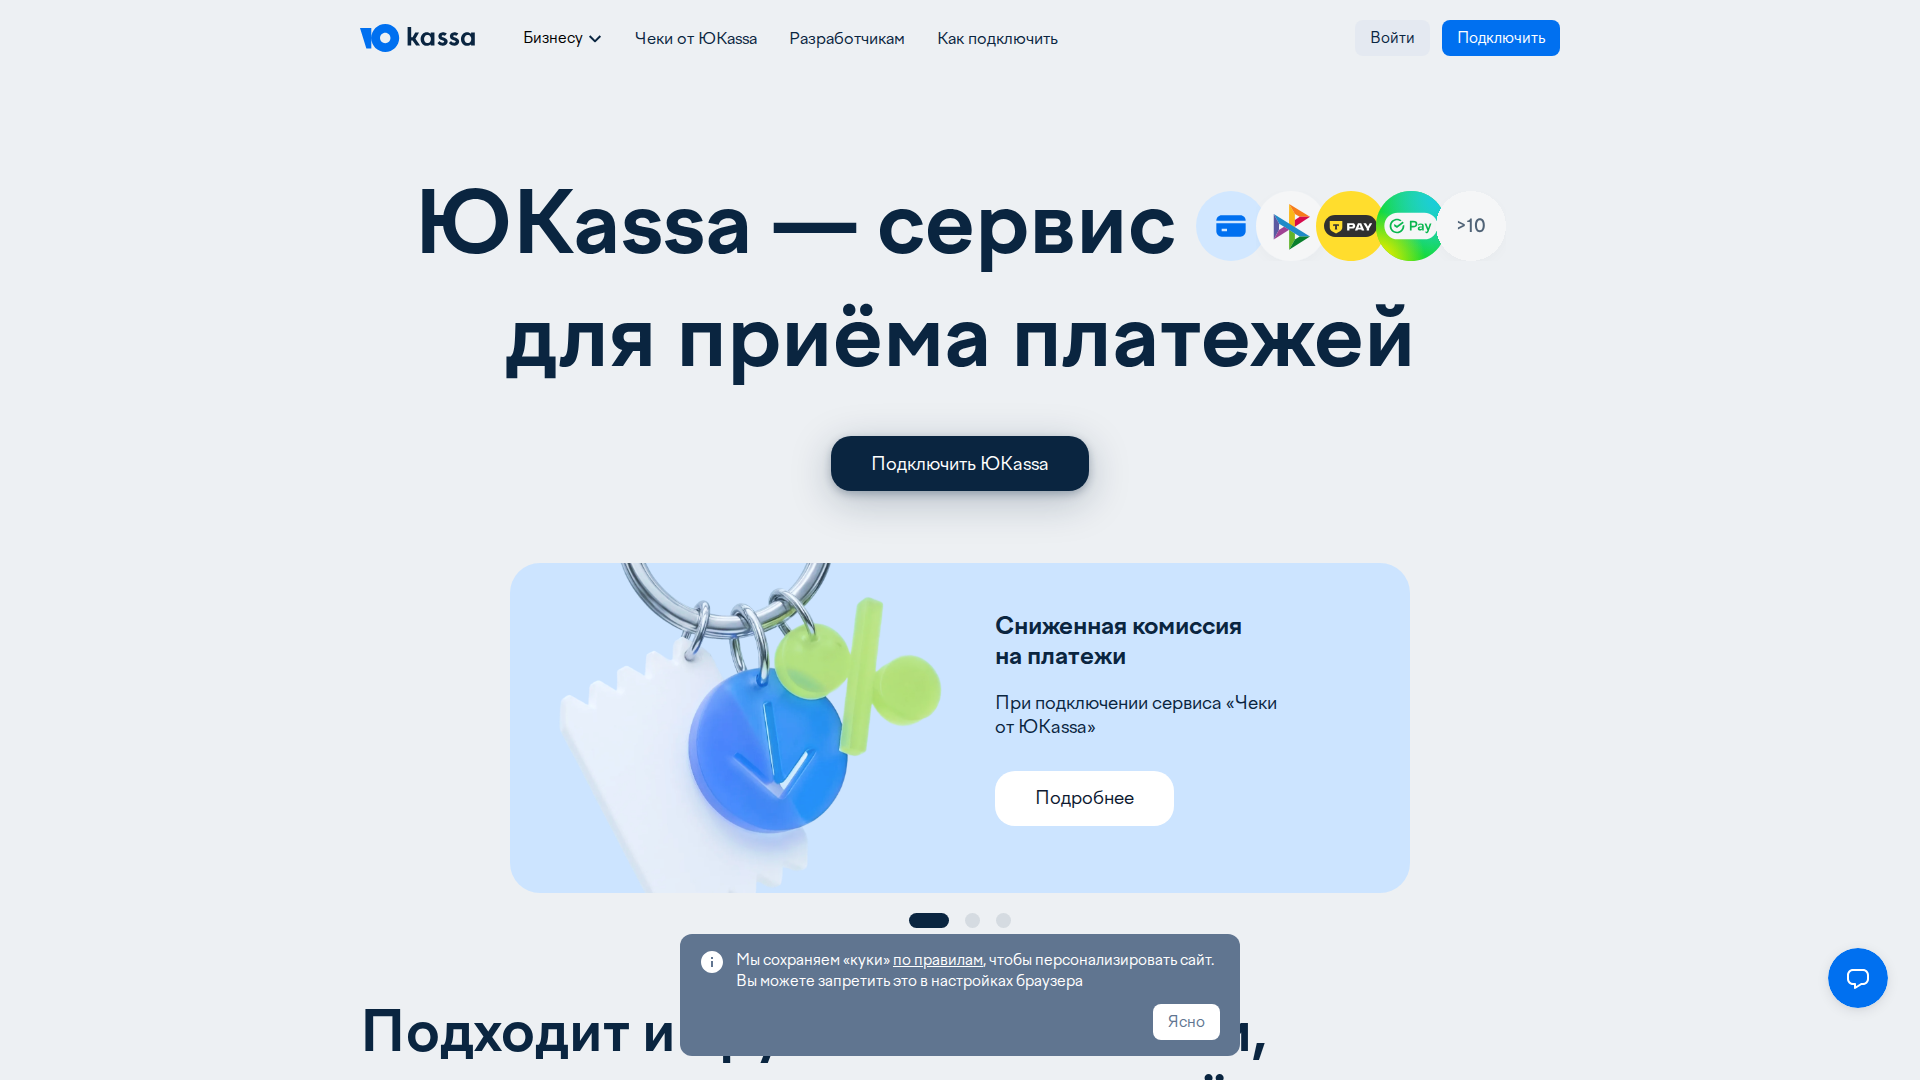 kassa
Бизнесу
Чеки от ЮKassa
Разработчикам
Как подключить
Войти
Подключить
ЮKassa — сервис
PAY
Pay
>10
для приёма платежей
Подключить ЮKassa
Сниженная комиссия
на платежи
При подключении сервиса «Чеки
от ЮKassa»
Подробнее
Мы сохраняем «куки» по правилам, чтобы персонализировать сайт.
Вы можете запретить это в настройках браузера
Ясно
Подходит и